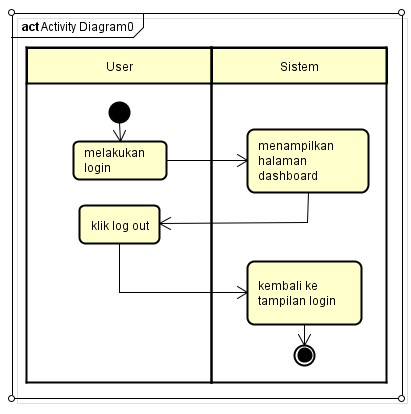 act Activity Diagram0
User
Sistem
melakukan
login
menampilkan
halaman
dashboard
klik log out
kembali ke
tampilan login